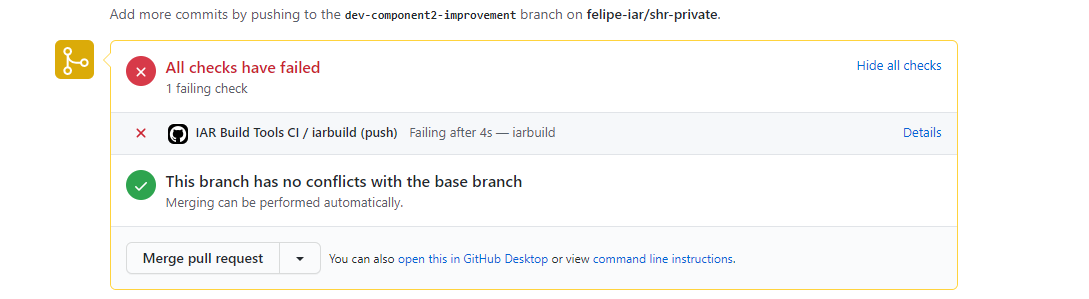 Add more commits by pushing to the dev-component2-improvement branch on felipe-iar/shr-private.
All checks have failed
Hide all checks
1 failing check
IAR Build Tools CI / iarbuild (push) Failing after 4s — iarbuild
Details
This branch has no conflicts with the base branch
Merging can be performed automatically.
Merge pull request
You can also open this in GitHub Desktop or view command line instructions.